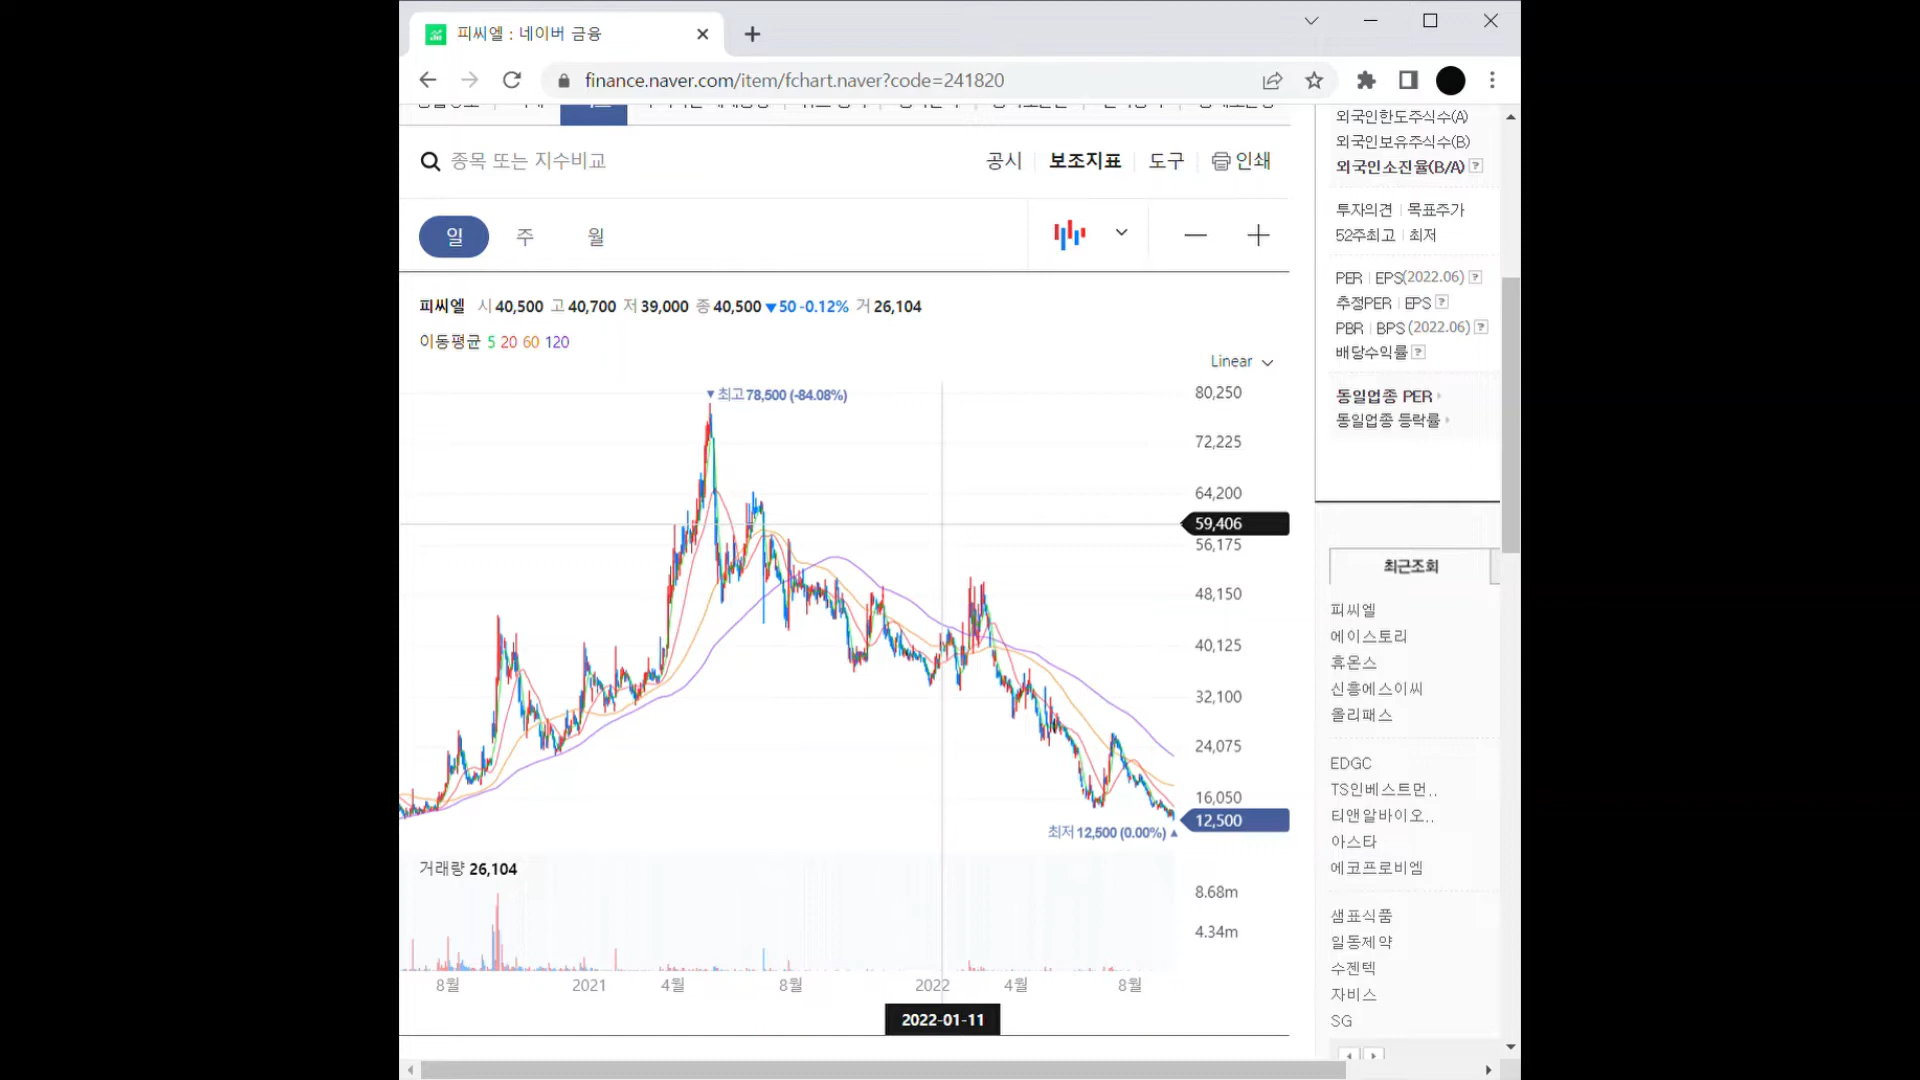 피씨엘 : 네이버 금융
finance.naver.com/item/fchart.naver?code=241820
종목 또는 지수비교
공시 보조지표 도구 인쇄
일 주 월
피씨엘 시 40,500 고 40,700 저 39,000 종 40,500 ▼50 -0.12% 거 26,104
이동평균 5 20 60 120
Linear
▼최고 78,500 (-84.08%)
80,250
72,225
64,200
59,406
56,175
48,150
40,125
32,100
24,075
16,050
12,500
최저 12,500 (0.00%) ▲
거래량 26,104
8.68m
4.34m
8월 2021 4월 8월 2022 4월 8월
2022-01-11
외국인한도주식수(A)
외국인보유주식수(B)
외국인소진율(B/A) ?
투자의견 | 목표주가
52주최고 | 최저
PER | EPS(2022.06) ?
추정PER | EPS ?
PBR | BPS (2022.06) ?
배당수익률 ?
동일업종 PER
동일업종 등락률
최근조회
피씨엘
에이스토리
휴온스
신흥에스이씨
올리패스
EDGC
TS인베스트먼..
티앤알바이오..
아스타
에코프로비엠
샘표식품
일동제약
수젠텍
자비스
SG